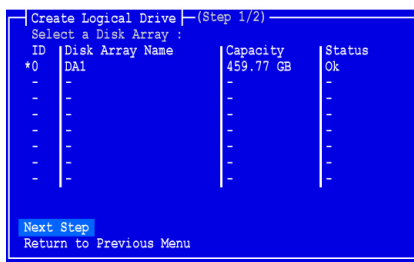 Create Logical Drive (Step 1/2)
Select a Disk Array :
ID Disk Array Name Capacity Status
*0 DA1 459.77 GB Ok
- - - -
- - - -
- - - -
- - - -
- - - -
- - - -
- - - -
Next Step
Return to Previous Menu